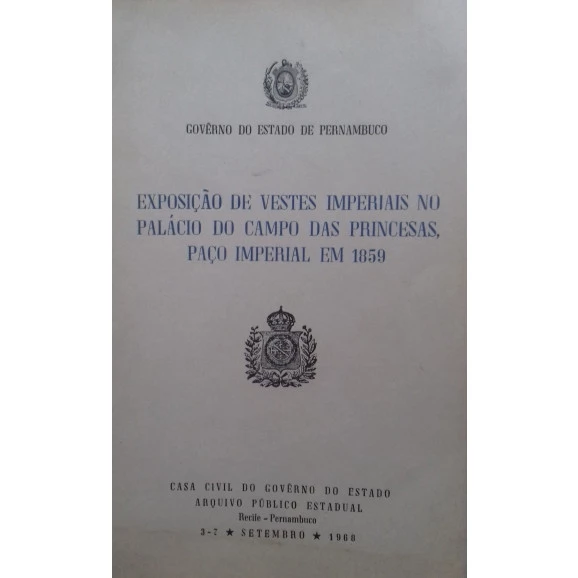 GOVÊRNO DO ESTADO DE PERNAMBUCO
EXPOSIÇÃO DE VESTES IMPERIAIS NO
PALÁCIO DO CAMPO DAS PRINCESAS,
PAÇO IMPERIAL EM 1859
CASA CIVIL DO GOVÊRNO DO ESTADO
ARQUIVO PÚBLICO ESTADUAL
Recife – Pernambuco
3-7 ★ SETEMBRO ★ 1968